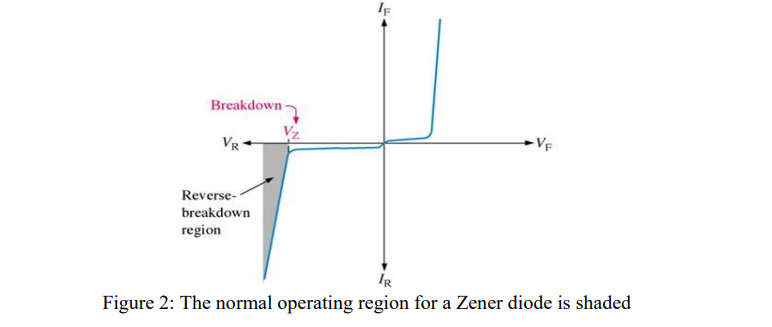 IF
Breakdown
VZ
VR
VF
Reverse-
breakdown
region
IR
Figure 2: The normal operating region for a Zener diode is shaded